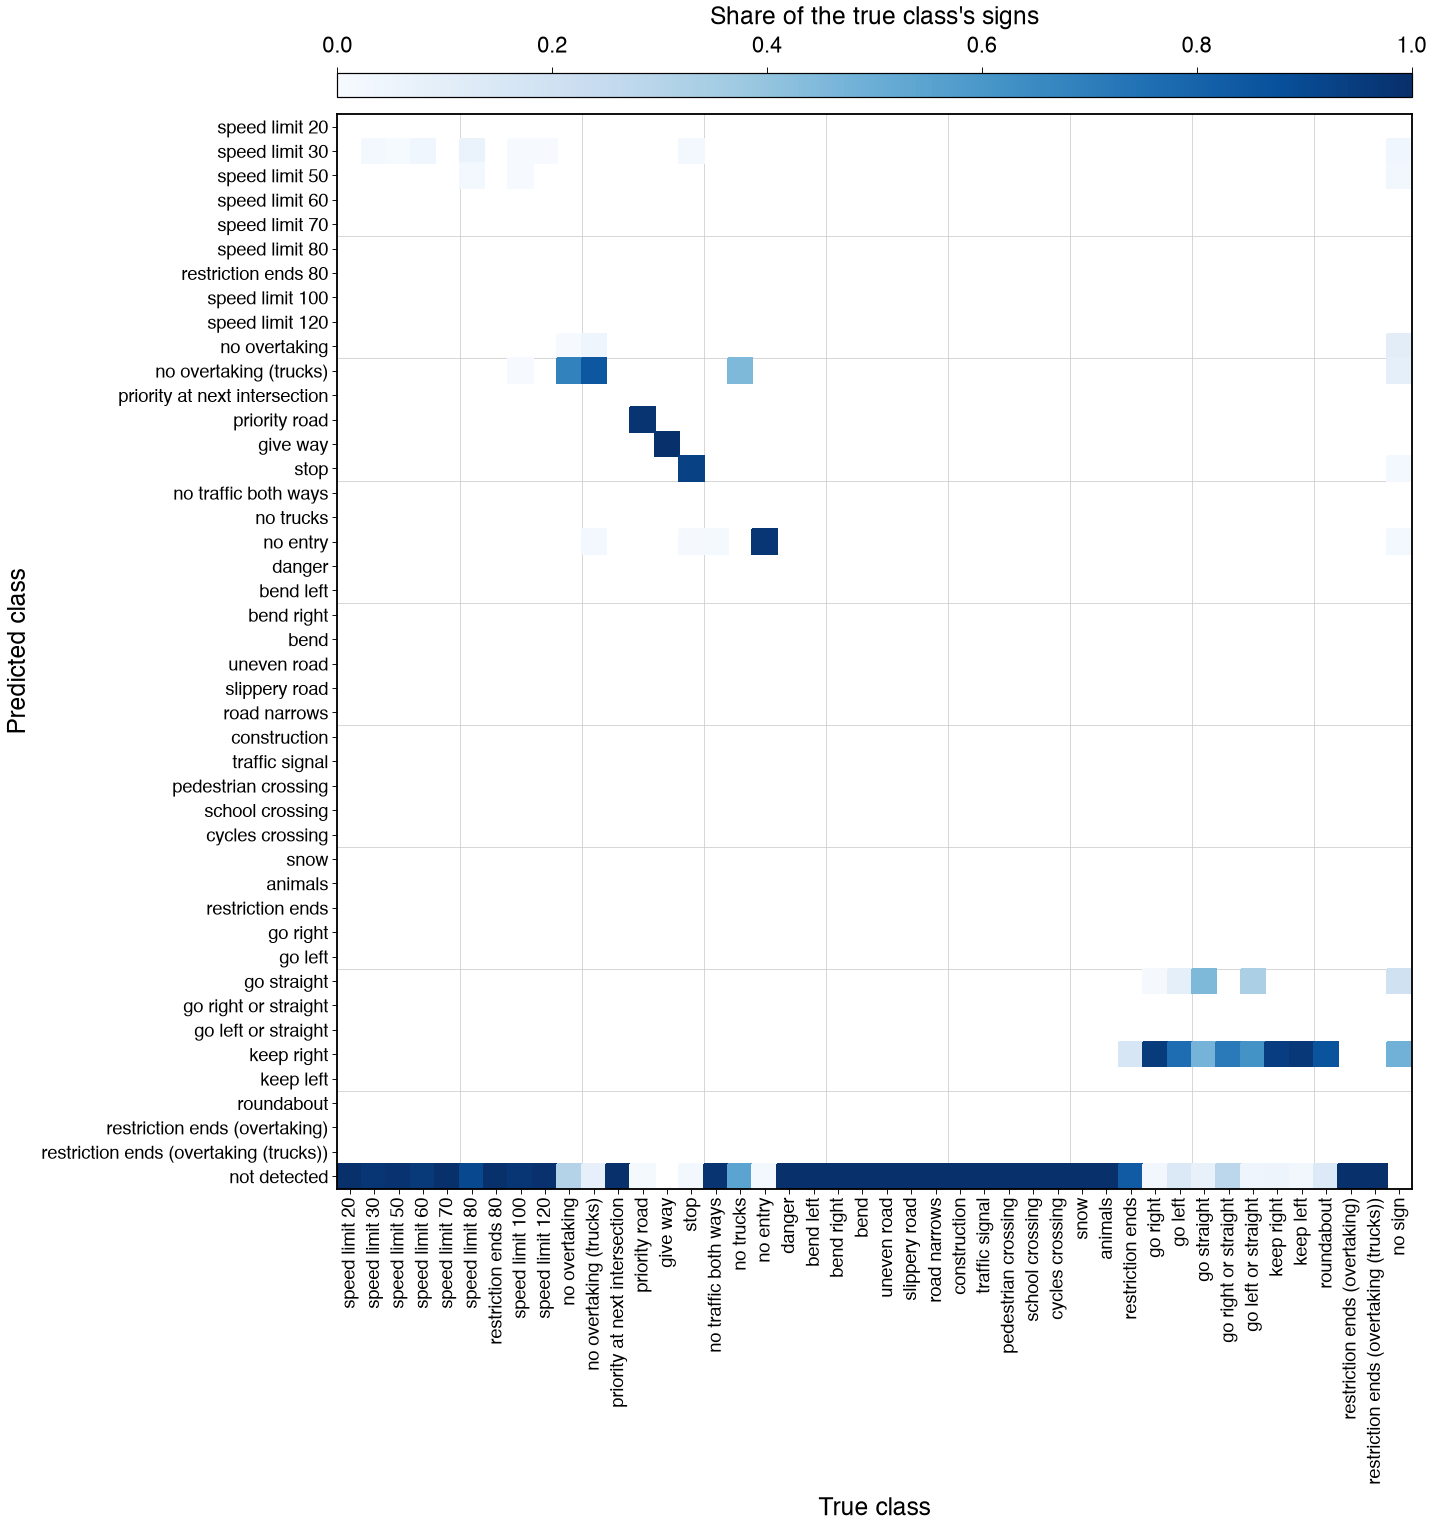 Share of the true class's signs
0.0 0.2 0.4 0.6 0.8 1.0
speed limit 20
speed limit 30
speed limit 50
speed limit 60
speed limit 70
speed limit 80
restriction ends 80
speed limit 100
speed limit 120
no overtaking
no overtaking (trucks)
priority at next intersection
priority road
give way
stop
no traffic both ways
no trucks
no entry
danger
bend left
bend right
bend
uneven road
slippery road
road narrows
construction
traffic signal
pedestrian crossing
school crossing
cycles crossing
snow
animals
restriction ends
go right
go left
go straight
go right or straight
go left or straight
keep right
keep left
roundabout
restriction ends (overtaking)
restriction ends (overtaking (trucks))
not detected
Predicted class
speed limit 20
speed limit 30
speed limit 50
speed limit 60
speed limit 70
speed limit 80
restriction ends 80
speed limit 100
speed limit 120
no overtaking
no overtaking (trucks)
priority at next intersection
priority road
give way
stop
no traffic both ways
no trucks
no entry
danger
bend left
bend right
bend
uneven road
slippery road
road narrows
construction
traffic signal
pedestrian crossing
school crossing
cycles crossing
snow
animals
restriction ends
go right
go left
go straight
go right or straight
go left or straight
keep right
keep left
roundabout
restriction ends (overtaking)
restriction ends (overtaking (trucks))
no sign
True class